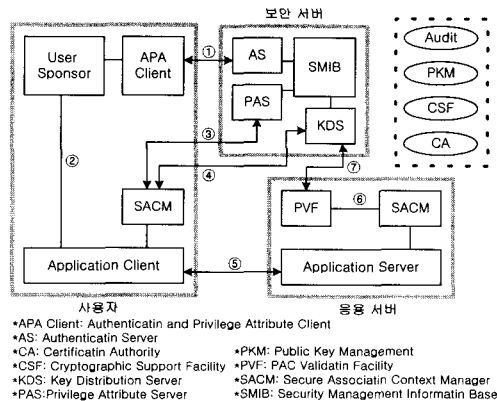 보안 서버
User Sponsor
APA Client
①
AS
SMIB
PAS
KDS
Audit
PKM
CSF
CA
②
③
④
⑦
SACM
PVF
⑥
SACM
Application Client
⑤
Application Server
사용자
응용 서버
*APA Client: Authenticatin and Privilege Attribute Client
*AS: Authenticatin Server
*CA: Certificatin Authority
*PKM: Public Key Management
*CSF: Cryptographic Support Facility
*PVF: PAC Validatin Facility
*KDS: Key Distribution Server
*SACM: Secure Associatin Context Manager
*PAS:Privilege Attribute Server
*SMIB: Security Management Informatin Base